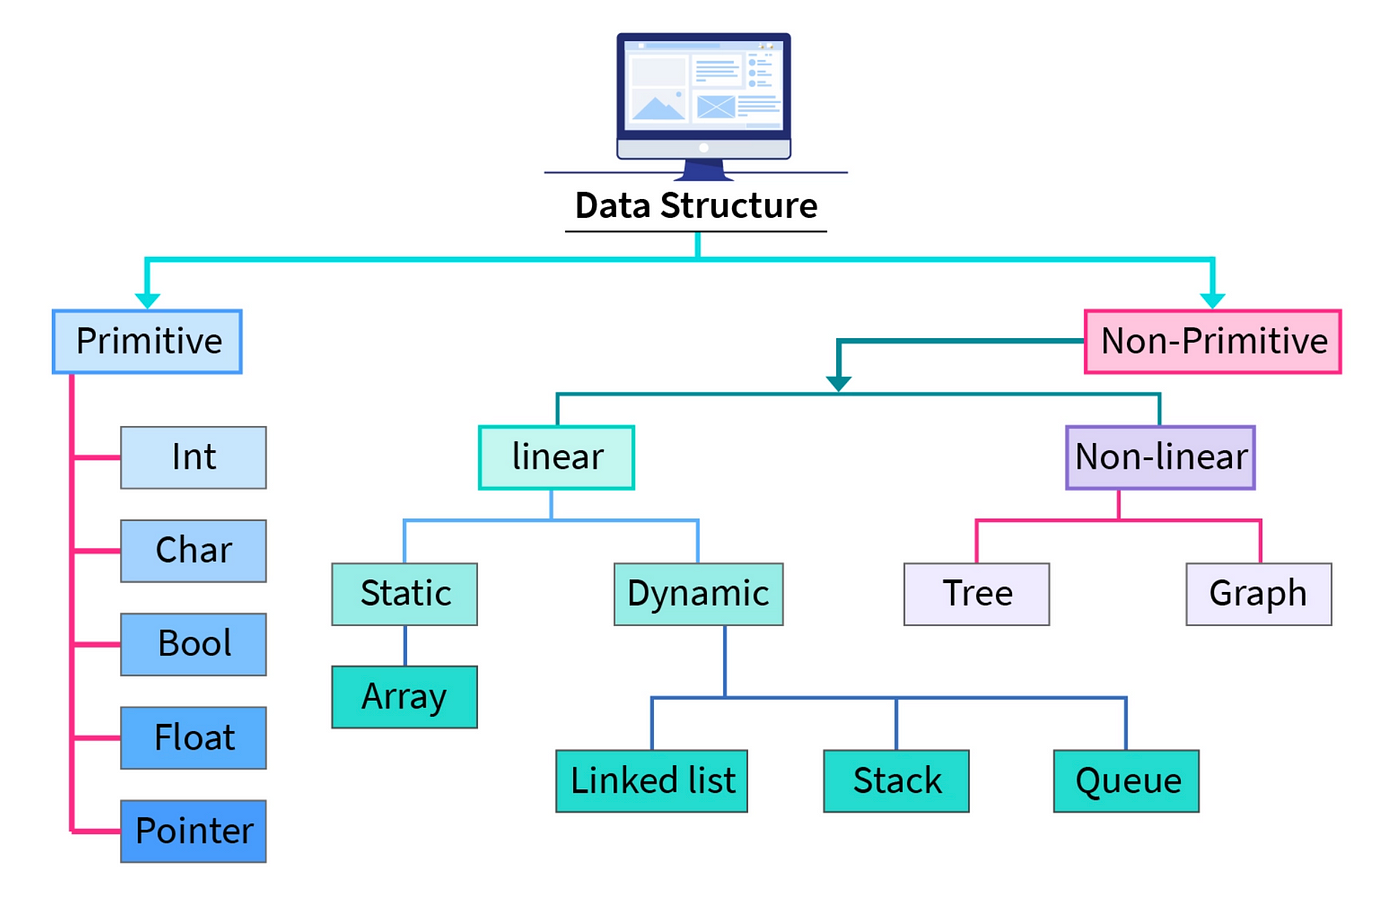 Data Structure
Primitive
Non-Primitive
Int
linear
Non-linear
Char
Static
Dynamic
Tree
Graph
Bool
Array
Float
Linked list
Stack
Queue
Pointer